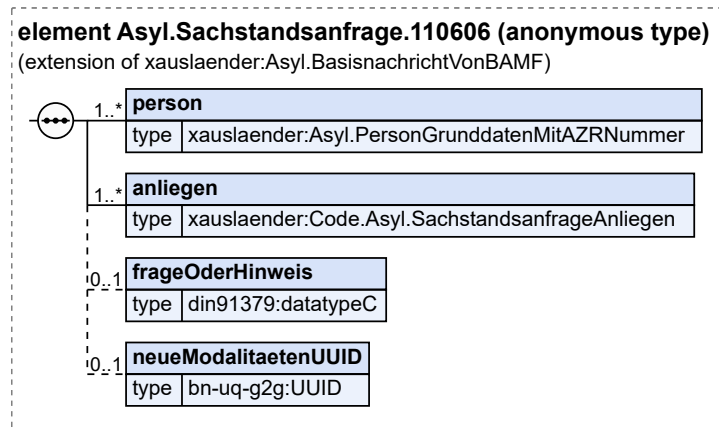 element Asyl.Sachstandsanfrage.110606 (anonymous type)
(extension of xauslaender:Asyl.BasisnachrichtVonBAMF)
1..* person
type xauslaender:Asyl.PersonGrunddatenMitAZRNummer
1..* anliegen
type xauslaender:Code.Asyl.SachstandsanfrageAnliegen
0..1 frageOderHinweis
type din91379:datatypeC
0..1 neueModalitaetenUUID
type bn-uq-g2g:UUID